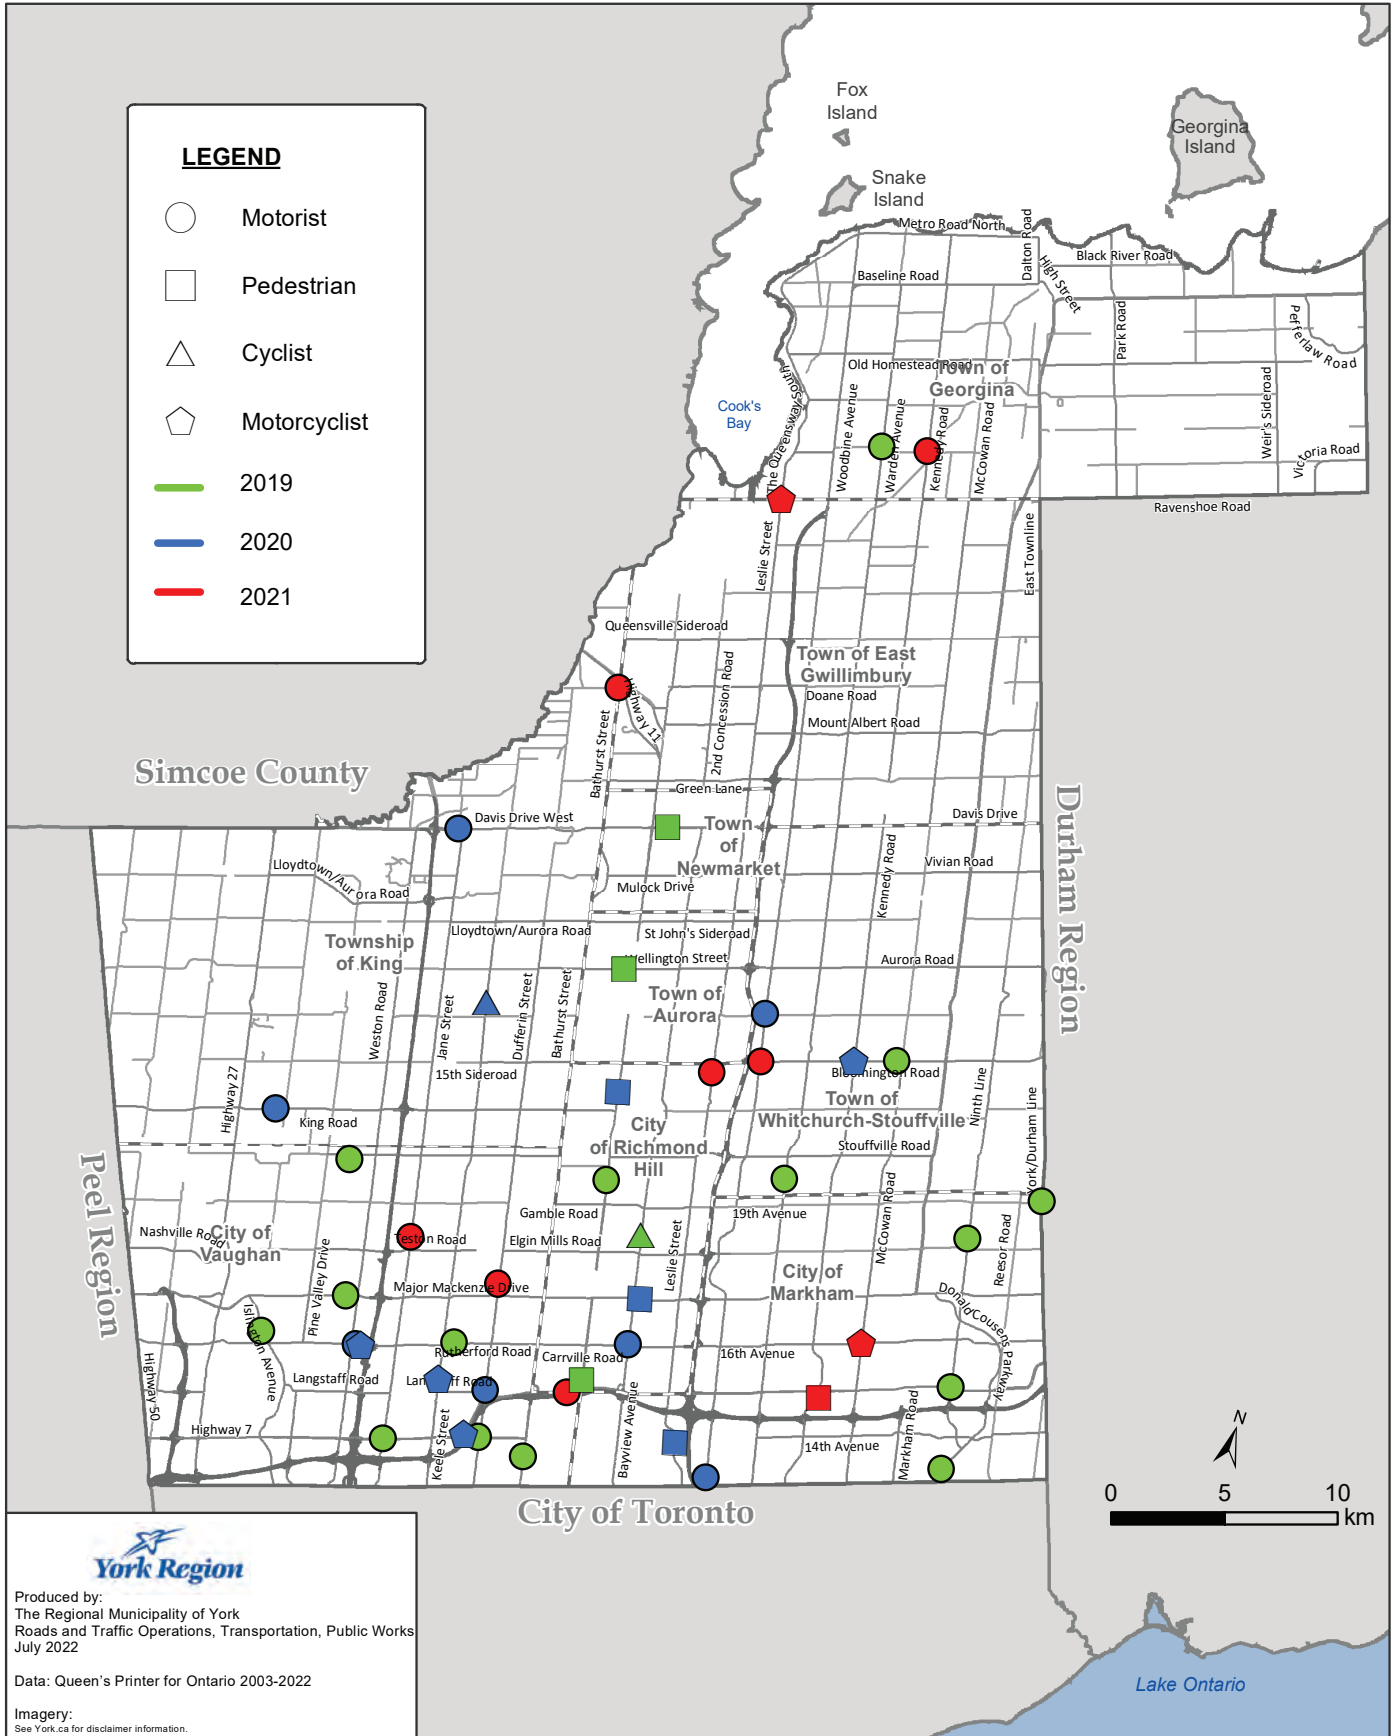 LEGEND
Motorist
Pedestrian
Cyclist
Motorcyclist
2019
2020
2021
Fox
Island
Snake
Island
Georgina
Island
Metro Road North
Dalton Road
Black River Road
High Street
Baseline Road
Park Road
Pefferlaw Road
Old Homestead Road
Town of
Georgina
The Queensway South
Cook's
Bay
Woodbine Avenue
Warden Avenue
Kennedy Road
McCowan Road
Weir's Sideroad
Victoria Road
Ravenshoe Road
Leslie Street
East Townline
Queensville Sideroad
Town of East
Gwillimbury
Doane Road
Mount Albert Road
Highway 11
2nd Concession Road
Bathurst Street
Simcoe County
Green Lane
Davis Drive West
Davis Drive
Town
of
Newmarket
Durham Region
Lloydtown/Aurora Road
Kennedy Road
Vivian Road
Mulock Drive
Lloydtown/Aurora Road
St John's Sideroad
Township
of King
Wellington Street
Aurora Road
Town of
Aurora
Weston Road
Jane Street
Dufferin Street
Bathurst Street
15th Sideroad
Bloomington Road
Highway 27
King Road
Town of
Whitchurch-Stouffville
Ninth Line
York/Durham Line
City
of Richmond
Hill
Stouffville Road
Peel Region
Gamble Road
19th Avenue
McCowan Road
Nashville Road
City of
Vaughan
Teston Road
Elgin Mills Road
Leslie Street
Reesor Road
Pine Valley Drive
Major Mackenzie Drive
City of
Markham
Donald Cousens Parkway
Islington Avenue
Rutherford Road
Carrville Road
16th Avenue
Highway 50
Langstaff Road
Langstaff Road
Highway 7
Keele Street
Bayview Avenue
14th Avenue
Markham Road
City of Toronto
N
0 5 10
km
York Region
Produced by:
The Regional Municipality of York
Roads and Traffic Operations, Transportation, Public Works
July 2022
Data: Queen's Printer for Ontario 2003-2022
Imagery:
See York.ca for disclaimer information.
Lake Ontario